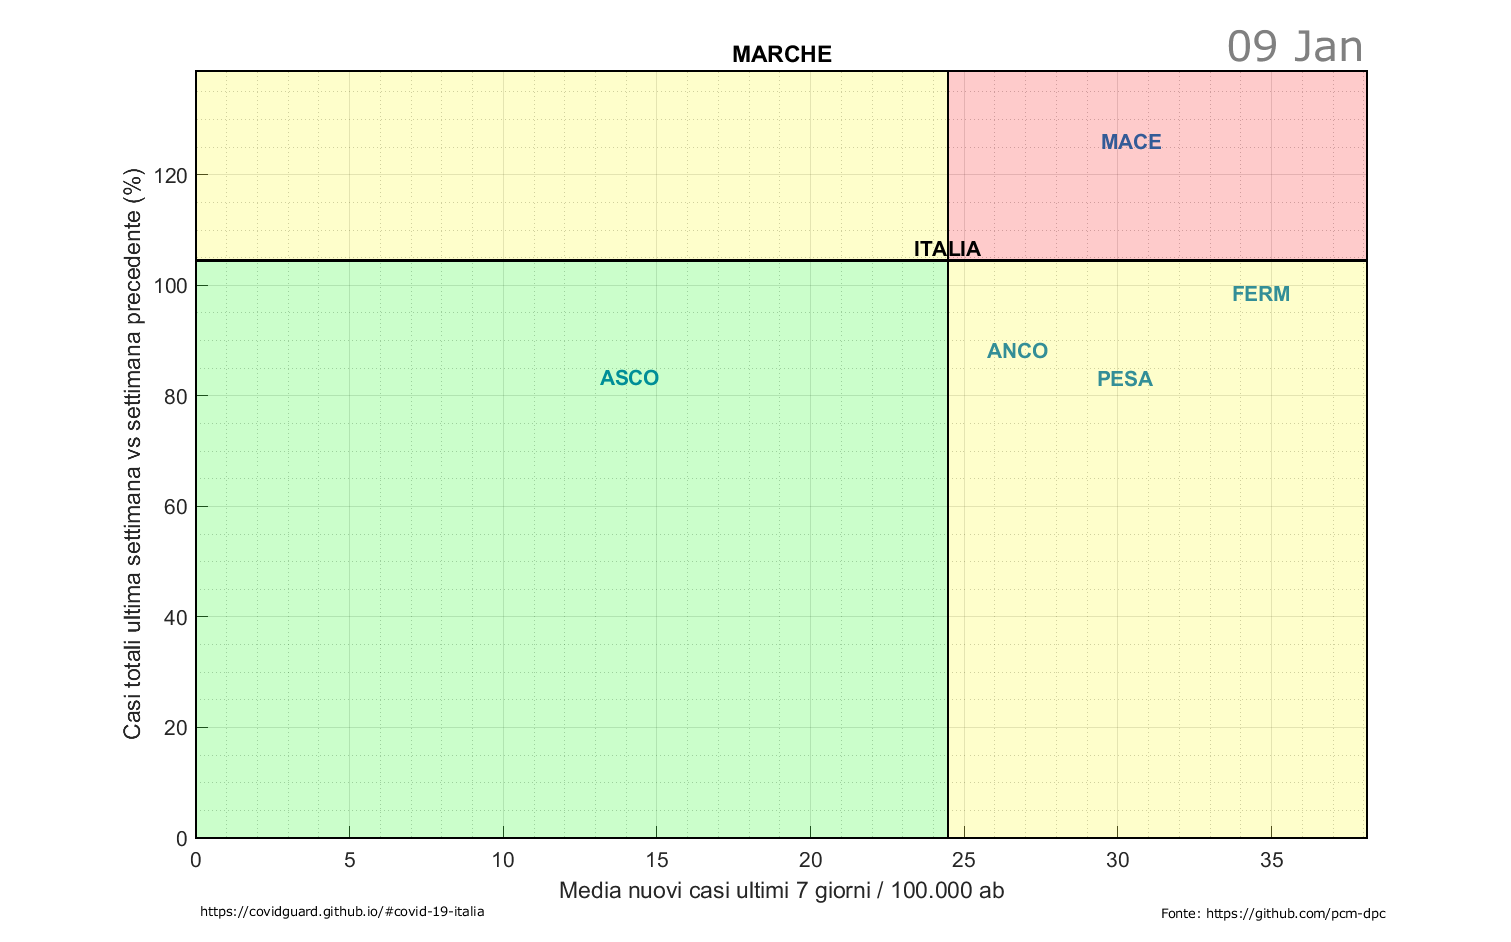 09 Jan
MARCHE
MACE
ITALIA
FERM
ANCO
ASCO
PESA
Casi totali ultima settimana vs settimana precedente (%)
120
100
80
60
40
20
0
0 5 10 15 20 25 30 35
Media nuovi casi ultimi 7 giorni / 100.000 ab
https://covidguard.github.io/#covid-19-italia
Fonte: https://github.com/pcm-dpc